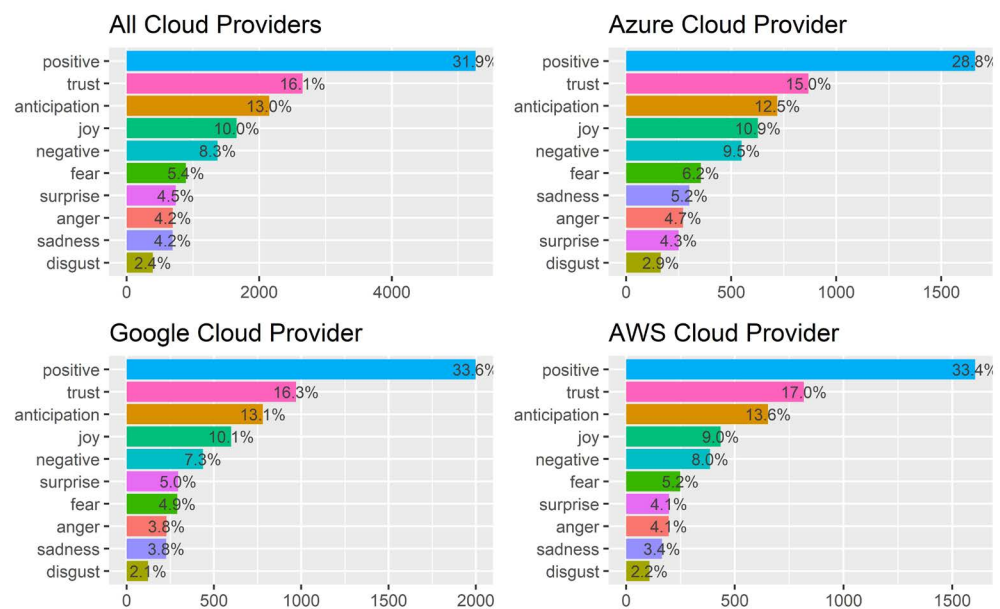 All Cloud Providers
positive 31.9%
trust 16.1%
anticipation 13.0%
joy 10.0%
negative 8.3%
fear 5.4%
surprise 4.5%
anger 4.2%
sadness 4.2%
disgust 2.4%
0 2000 4000
Azure Cloud Provider
positive 28.8%
trust 15.0%
anticipation 12.5%
joy 10.9%
negative 9.5%
fear 6.2%
sadness 5.2%
anger 4.7%
surprise 4.3%
disgust 2.9%
0 500 1000 1500
Google Cloud Provider
positive 33.6%
trust 16.3%
anticipation 13.1%
joy 10.1%
negative 7.3%
surprise 5.0%
fear 4.9%
anger 3.8%
sadness 3.8%
disgust 2.1%
0 500 1000 1500 2000
AWS Cloud Provider
positive 33.4%
trust 17.0%
anticipation 13.6%
joy 9.0%
negative 8.0%
fear 5.2%
surprise 4.1%
anger 4.1%
sadness 3.4%
disgust 2.2%
0 500 1000 1500